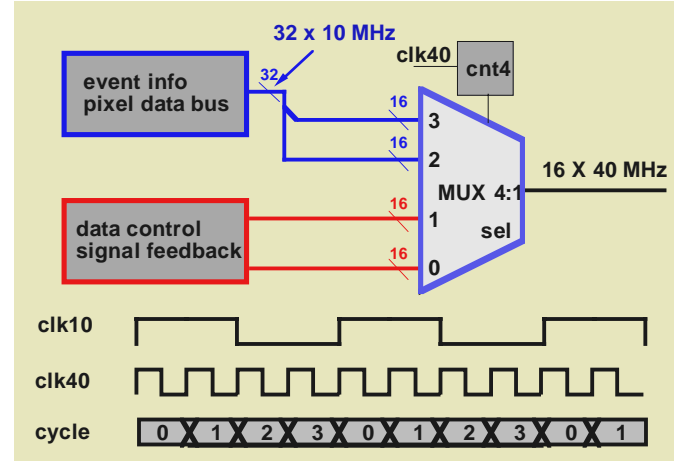 32 x 10 MHz
clk40
cnt4
event info
pixel data bus
32
16
3
16
2
16 X 40 MHz
MUX 4:1
data control
signal feedback
16
1
sel
16
0
clk10
clk40
cycle 0 1 2 3 0 1 2 3 0 1